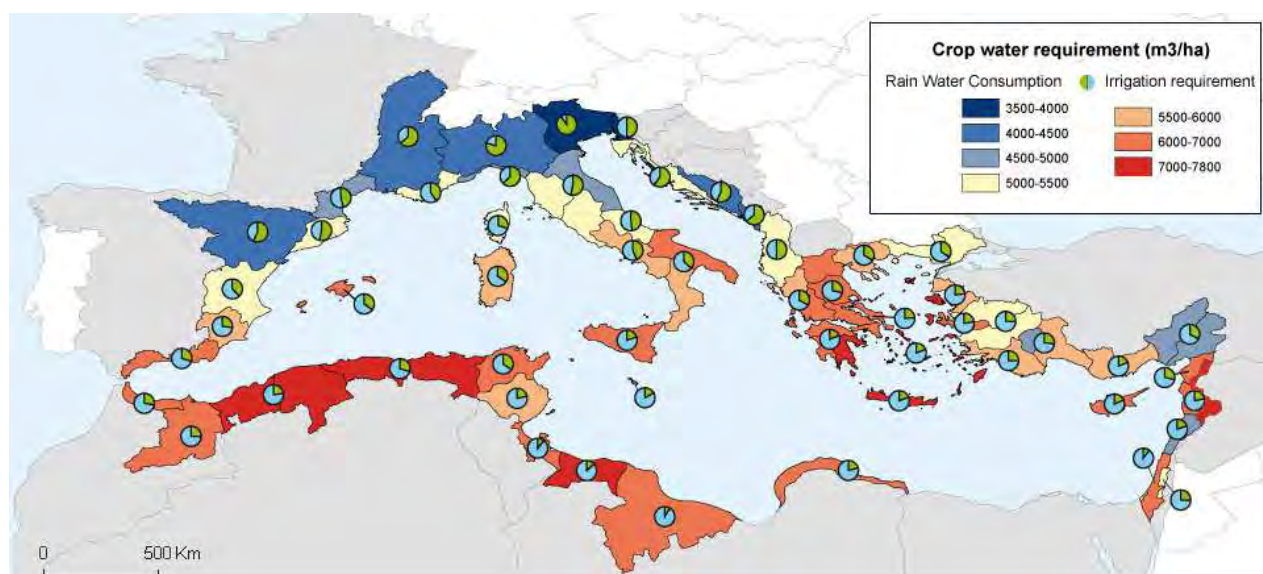 Crop water requirement (m3/ha)
Rain Water Consumption Irrigation requirement
3500-4000
4000-4500
4500-5000
5000-5500
5500-6000
6000-7000
7000-7800
0 500 Km